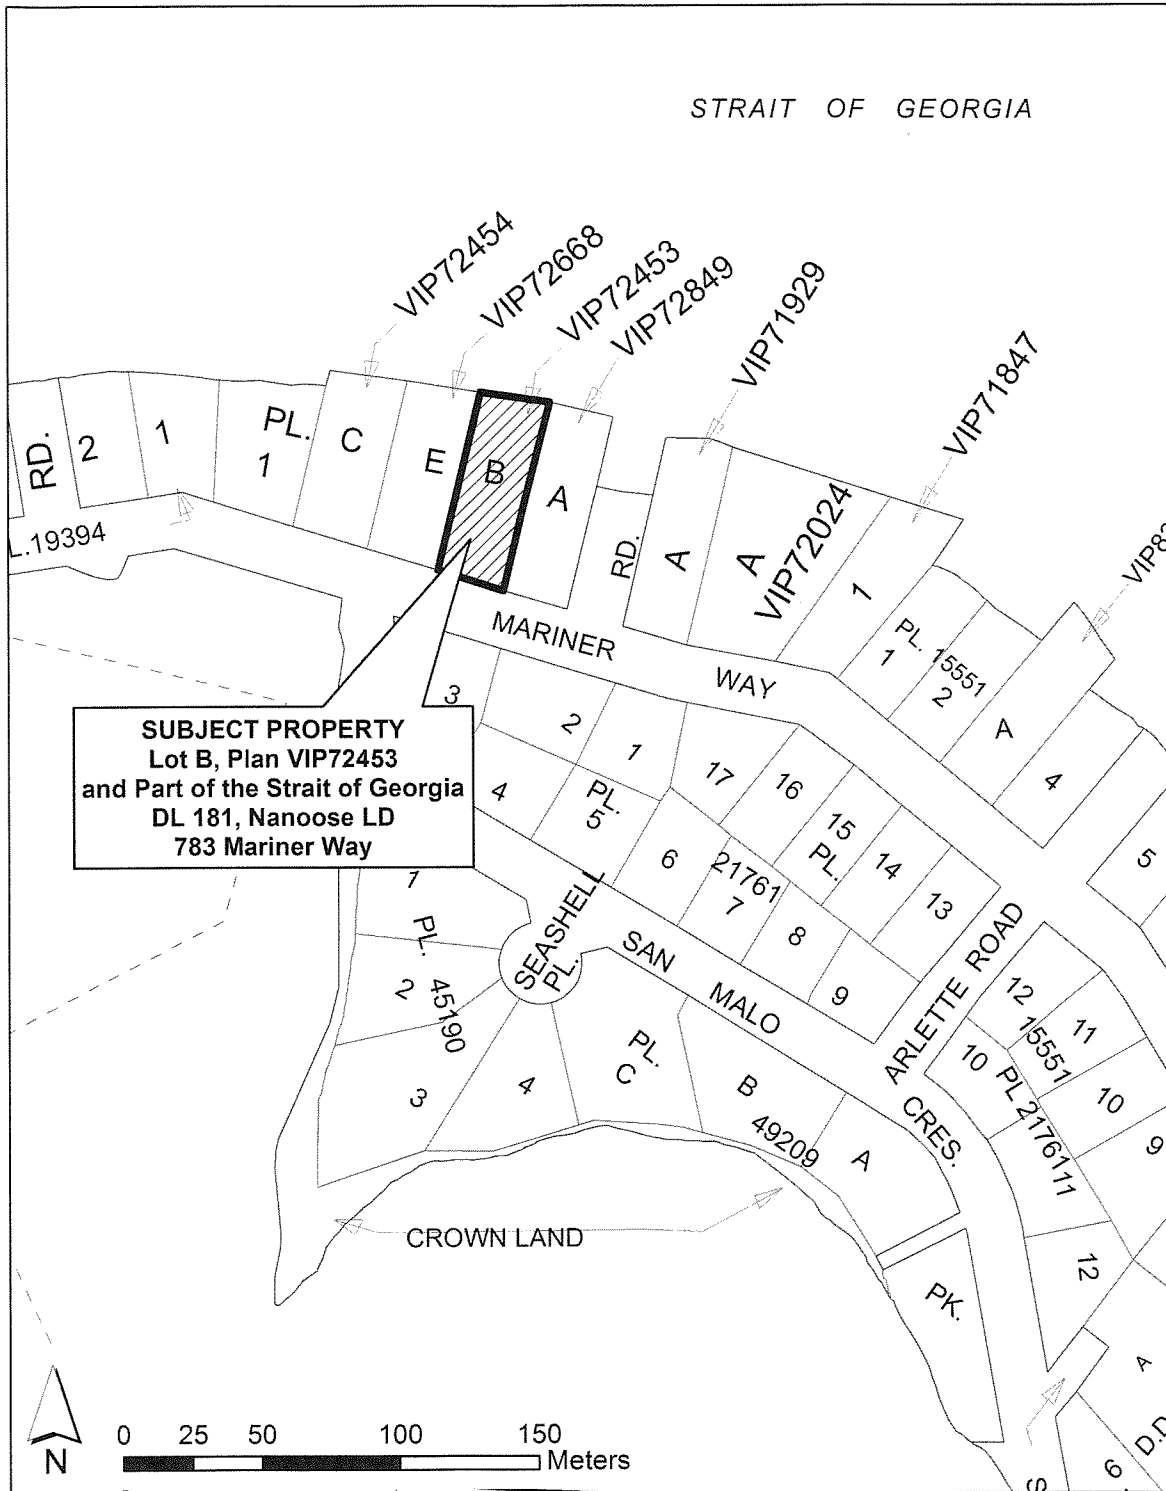 STRAIT OF GEORGIA
VIP72454
VIP72668
VIP72453
VIP72849
VIP71929
VIP71847
RD.
2
1
PL.
1
C
E
B
A
RD.
A
A
VIP72024
1
L.19394
PL. 15551
1
2
A
4
5
MARINER WAY
SUBJECT PROPERTY
Lot B, Plan VIP72453
and Part of the Strait of Georgia
DL 181, Nanoose LD
783 Mariner Way
3
2
1
4
PL.
5
17
16
15
PL.
14
13
6
21761
7
8
9
1
PL. 45190
2
3
4
SEASHELL
PL.
SAN MALO CRES.
PL.
C
B
49209
A
ARLETTE ROAD
12
15551
11
10
PL 21761
11
10
9
12
CROWN LAND
PK.
A
D.D
6
S
0 25 50 100 150
Meters
N